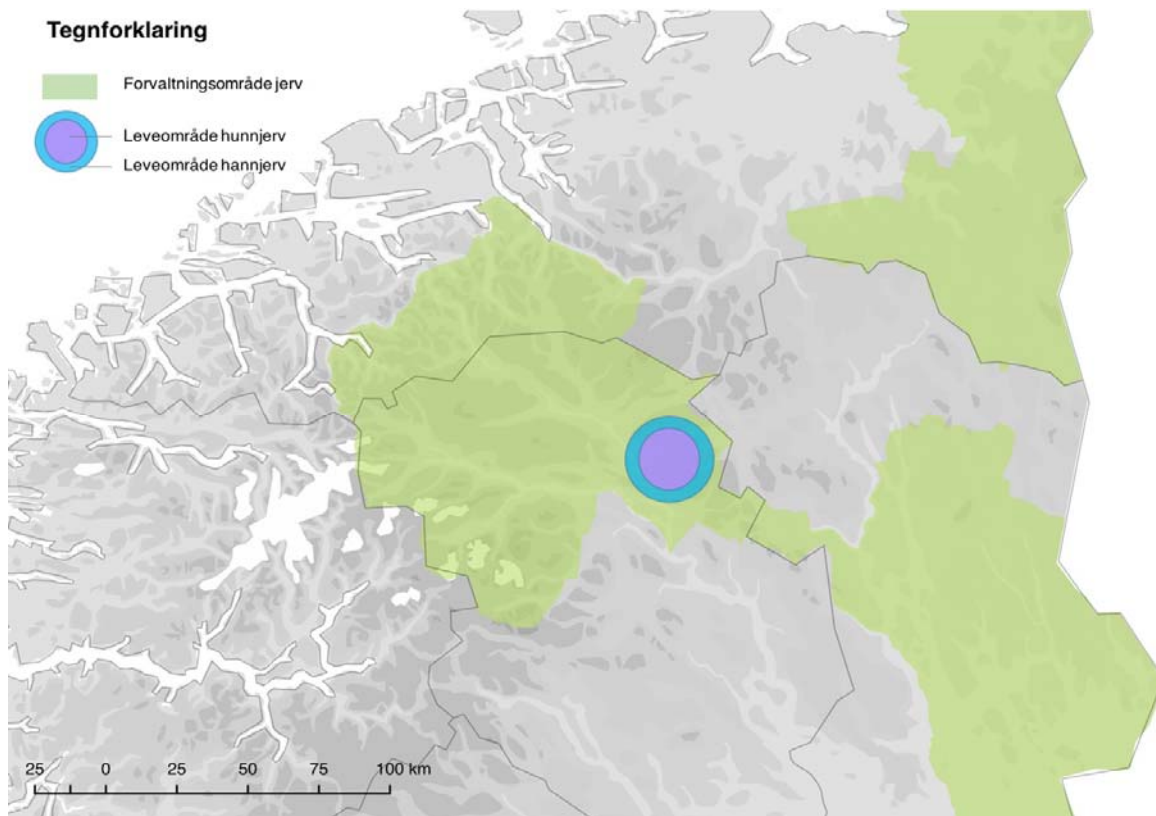 Tegnforklaring
Forvaltningsområde jerv
Leveområde hunnjerv
Leveområde hannjerv
25 0 25 50 75 100 km